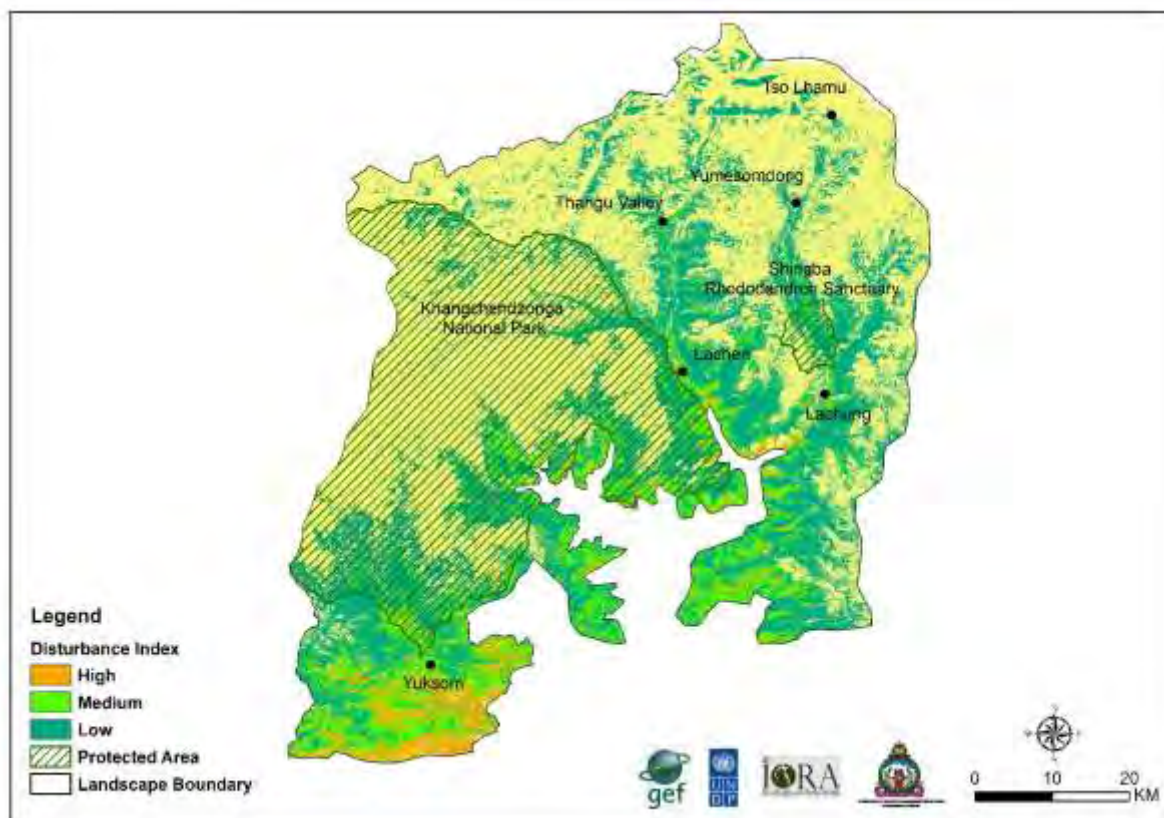 Tso Lhamu
Yumesomdong
Thangu Valley
Shingba
Rhododendron Sanctuary
Khangchendzonga
National Park
Lachen
Lachung
Yuksom
Legend
Disturbance Index
High
Medium
Low
Protected Area
Landscape Boundary
gef
U N
D P
IORA
0 10 20
KM